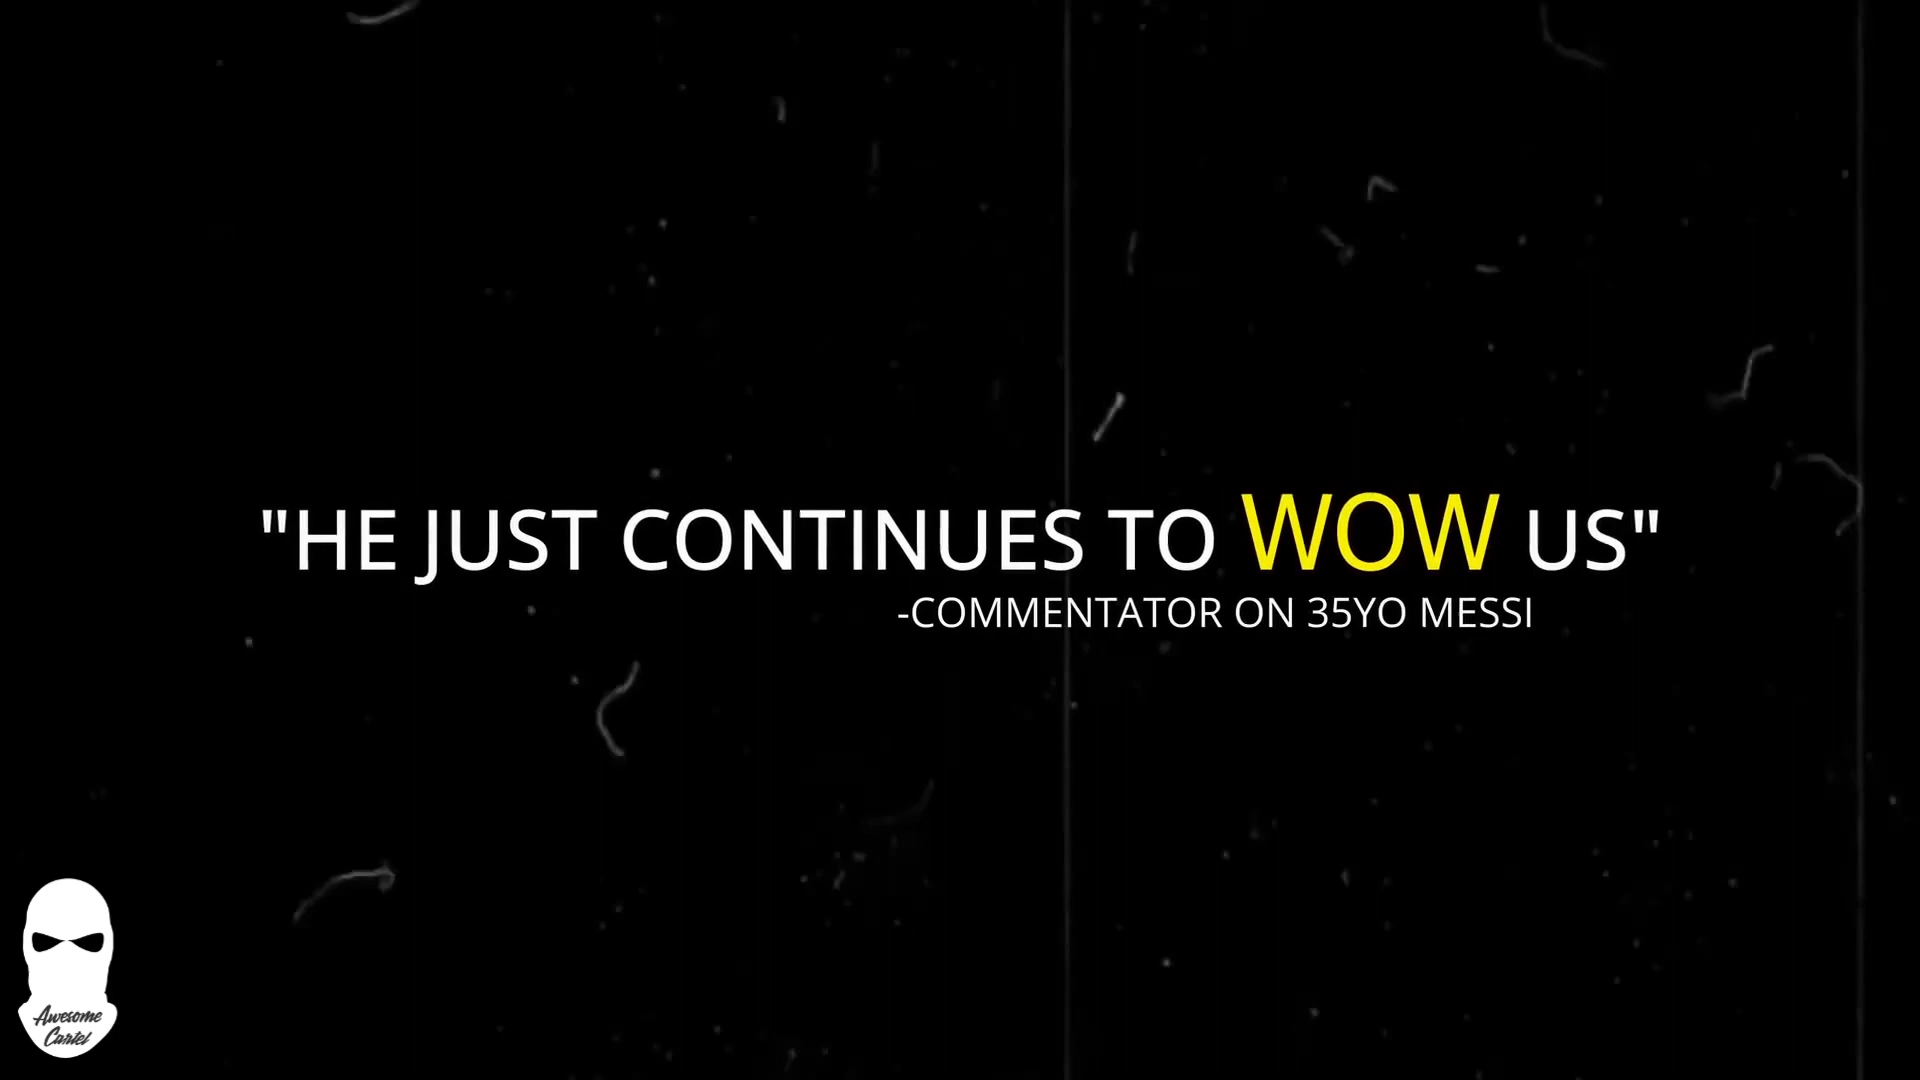 "HE JUST CONTINUES TO WOW US"
-COMMENTATOR ON 35YO MESSI
Awesome
Cartel